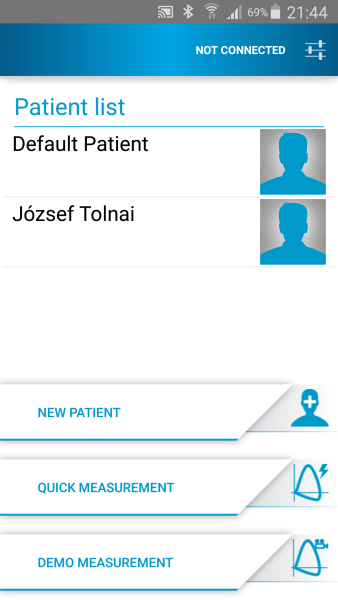 69% 21:44
NOT CONNECTED
Patient list
Default Patient
József Tolnai
NEW PATIENT
QUICK MEASUREMENT
DEMO MEASUREMENT